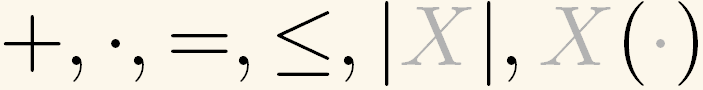 +, ·, =, ≤, |X|, X(·)